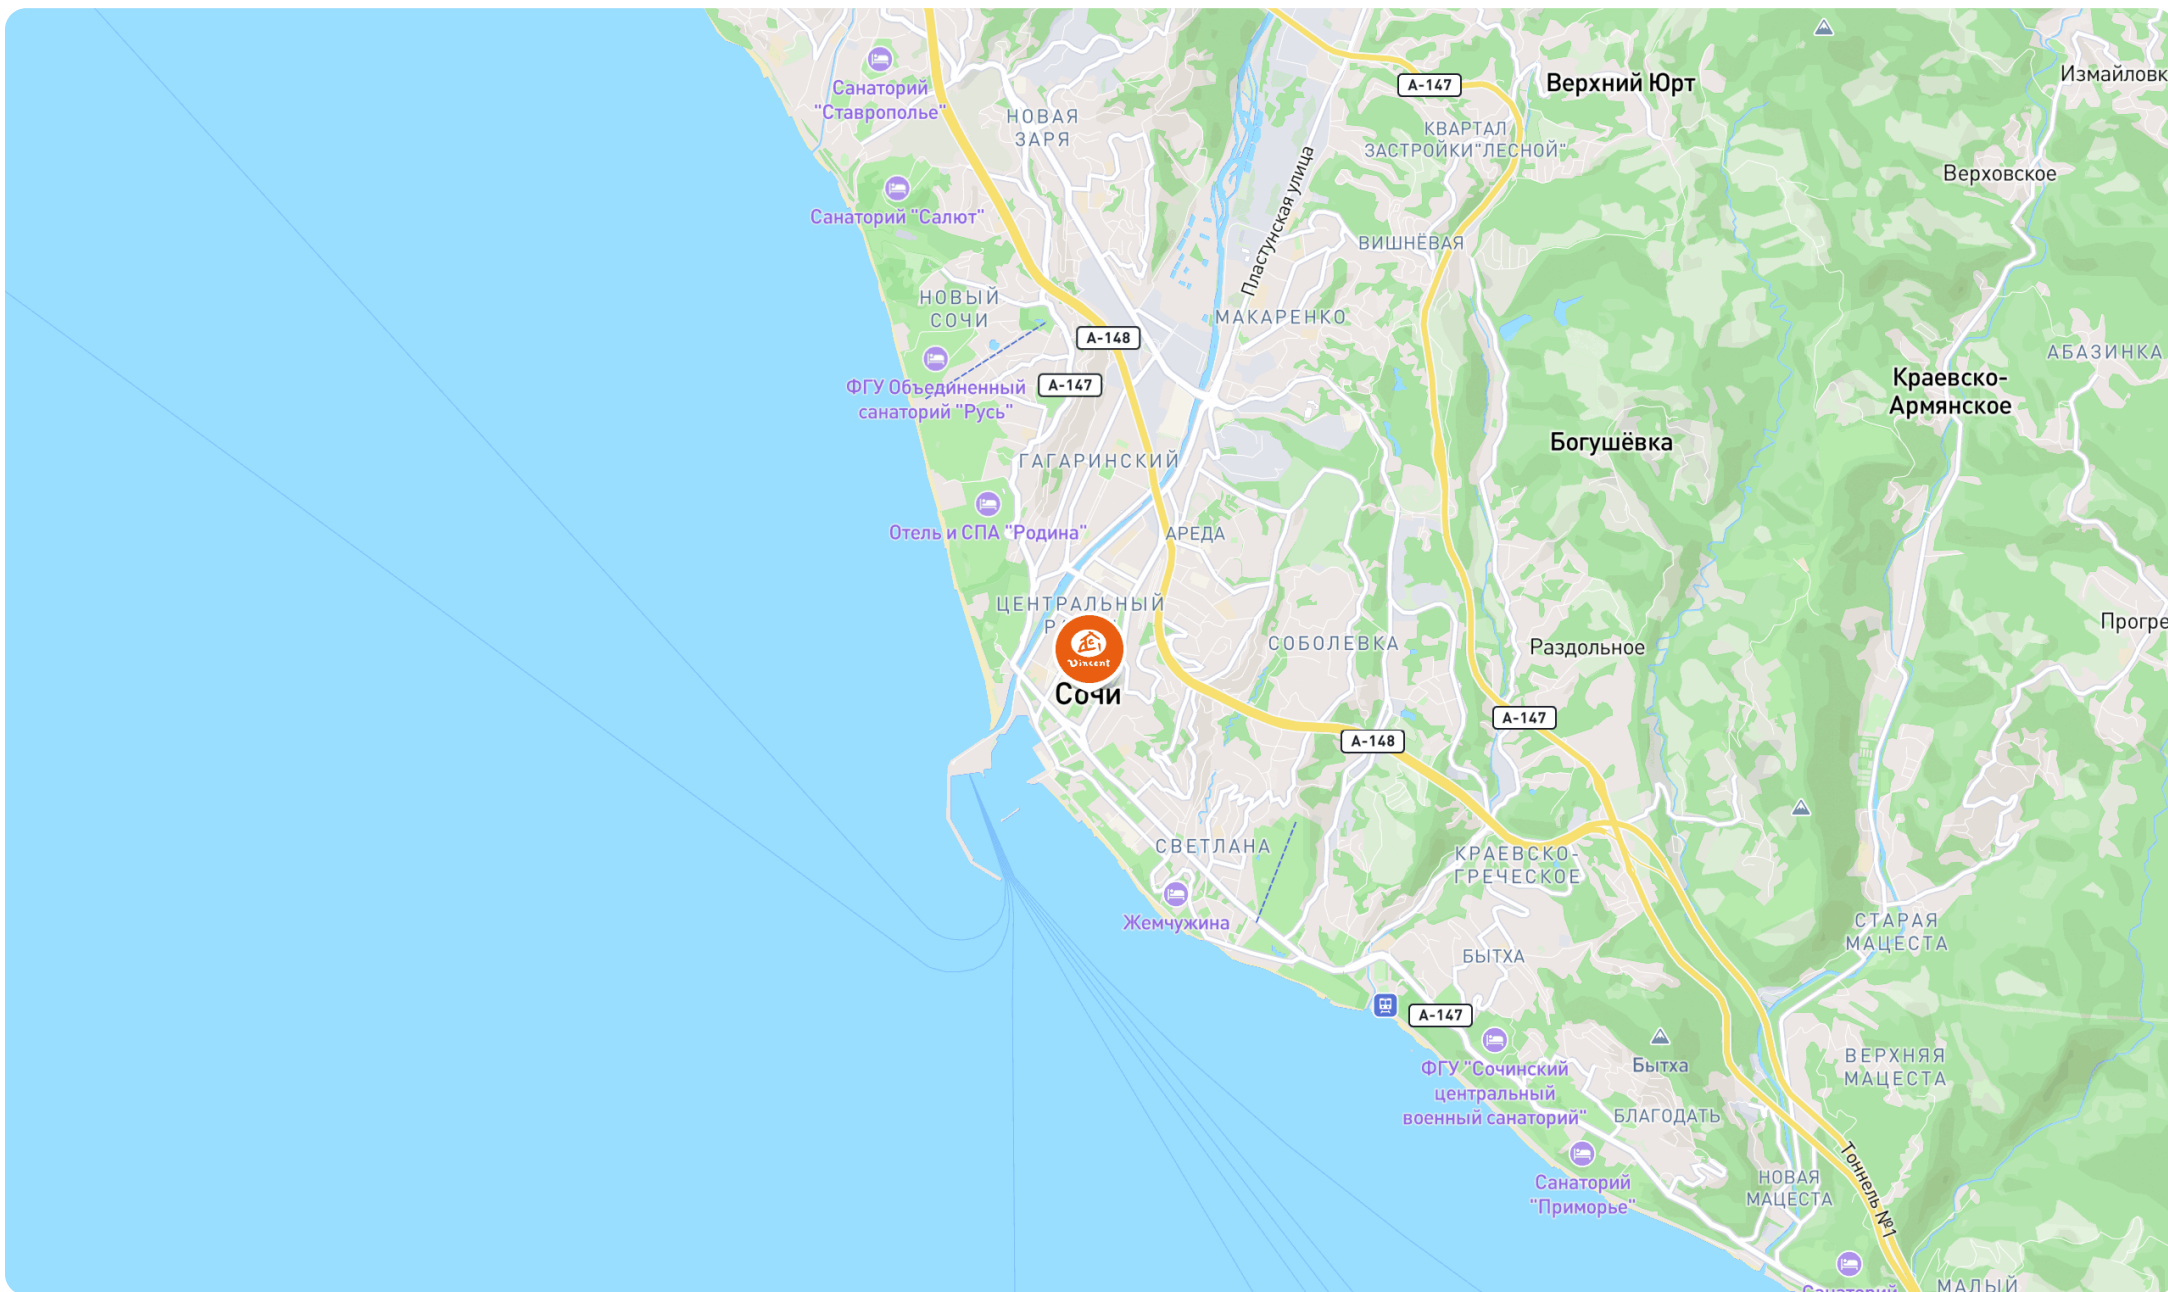 Санаторий
"Ставрополье"
НОВАЯ
ЗАРЯ
А-147
Верхний Юрт
Измайловк
КВАРТАЛ
ЗАСТРОЙКИ"ЛЕСНОЙ"
Верховское
Санаторий "Салют"
Пластунская улица
ВИШНЁВАЯ
НОВЫЙ
СОЧИ
МАКАРЕНКО
А-148
А-147
АБАЗИНКА
ФГУ Объединенный
санаторий "Русь"
Краевско-
Армянское
Богушёвка
ГАГАРИНСКИЙ
Отель и СПА "Родина"
АРЕДА
ЦЕНТРАЛЬНЫЙ
Vincent
Сочи
СОБОЛЕВКА
Раздольное
Прогре
А-147
А-148
СВЕТЛАНА
КРАЕВСКО-
ГРЕЧЕСКОЕ
Жемчужина
СТАРАЯ
МАЦЕСТА
БЫТХА
А-147
ФГУ "Сочинский
центральный
военный санаторий"
Бытха
ВЕРХНЯЯ
МАЦЕСТА
БЛАГОДАТЬ
Санаторий
"Приморье"
НОВАЯ
МАЦЕСТА
Тоннель №1
Санаторий
МАЛЫЙ